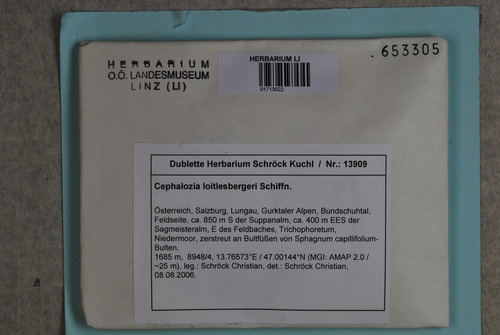 HERBARIUM
O.Ö. LANDESMUSEUM
LINZ (LI)
HERBARIUM LI
01713022
.653305
Dublette Herbarium Schröck Kuchl / Nr.: 13909
Cephalozia loitlesbergeri Schiffn.
Österreich, Salzburg, Lungau, Gurktaler Alpen, Bundschuhtal,
Feldseite, ca. 850 m S der Suppanalm, ca. 400 m EES der
Sagmeisteralm, E des Feldbaches, Trichophoretum,
Niedermoor, zerstreut an Bultfüßen von Sphagnum capillifolium-
Bulten.
1685 m, 8948/4, 13.76573°E / 47.00144°N (MGI: AMAP 2.0 /
~25 m), leg.: Schröck Christian, det.: Schröck Christian,
08.08.2006.